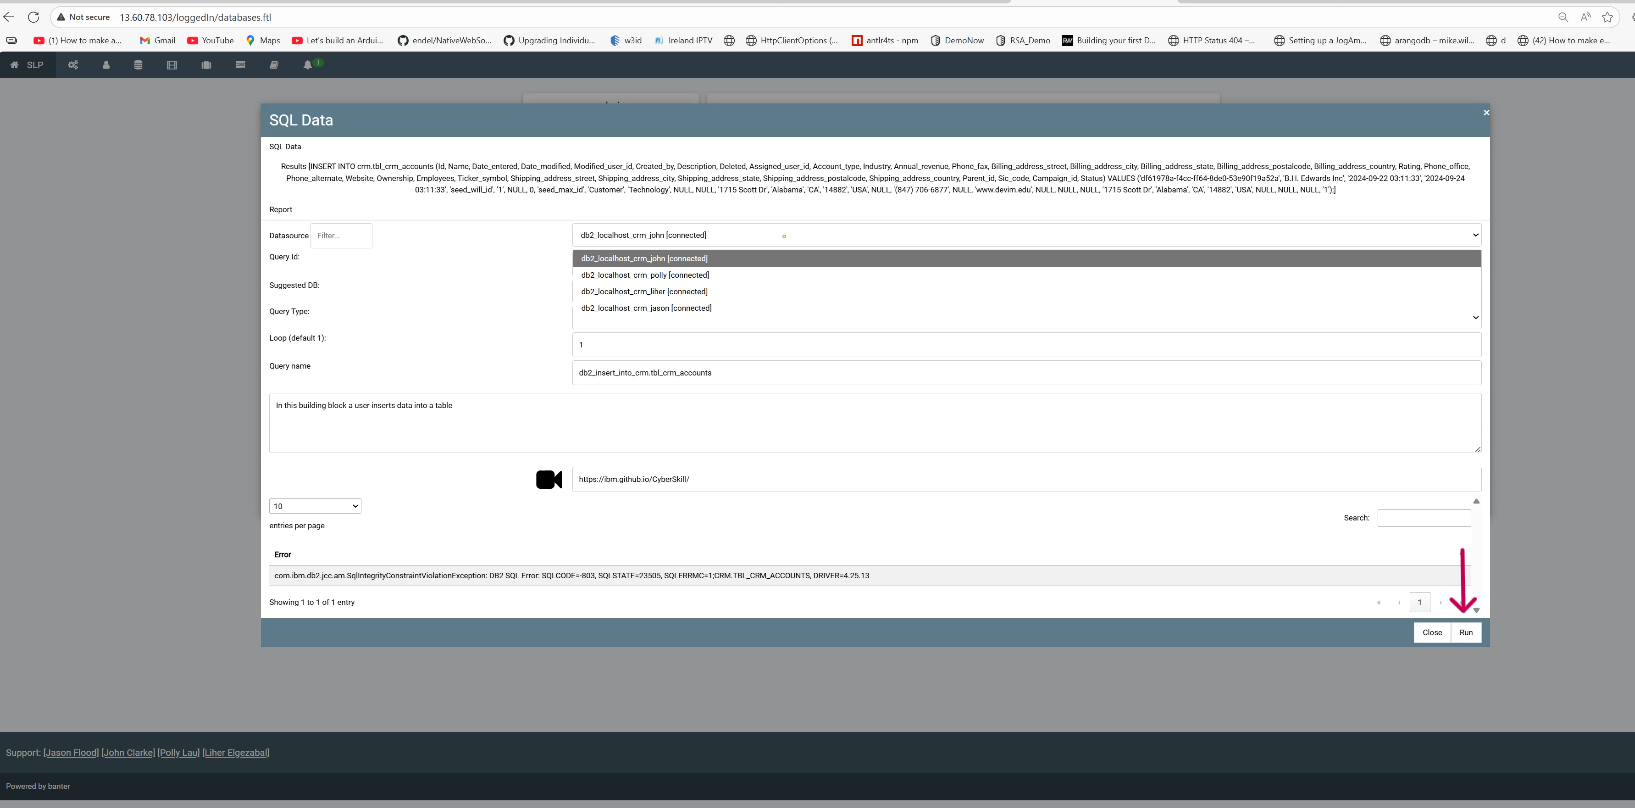 Not secure 13.60.78.103/loggedIn/databases.ftl
(1) How to make a... Gmail YouTube Maps Let's build an Ardui... endel/NativeWebSo... Upgrading Individu... w3id Ireland IPTV HttpClientOptions (... antlr4ts - npm DemoNow RSA_Demo Building your first D... HTTP Status 404 –... Setting up a JogAm... arangodb – mike.wil... d (42) How to make e...
SLP 1
SQL Data ×
SQL Data
Results [INSERT INTO crm.tbl_crm_accounts (Id, Name, Date_entered, Date_modified, Modified_user_id, Created_by, Description, Deleted, Assigned_user_id, Account_type, Industry, Annual_revenue, Phone_fax, Billing_address_street, Billing_address_city, Billing_address_state, Billing_address_postalcode, Billing_address_country, Rating, Phone_office,
Phone_alternate, Website, Ownership, Employees, Ticker_symbol, Shipping_address_street, Shipping_address_city, Shipping_address_state, Shipping_address_postalcode, Shipping_address_country, Parent_id, Sic_code, Campaign_id, Status) VALUES ('df61978a-f4cc-ff64-8de0-53e90f19a52a', 'B.H. Edwards Inc', '2024-09-22 03:11:33', '2024-09-24
03:11:33', 'seed_will_id', '1', NULL, 0, 'seed_max_id', 'Customer', 'Technology', NULL, NULL, '1715 Scott Dr', 'Alabama', 'CA', '14882', 'USA', NULL, '(847) 706-6877', NULL, 'www.devim.edu', NULL, NULL, NULL, '1715 Scott Dr', 'Alabama', 'CA', '14882', 'USA', NULL, NULL, NULL, '1');]
Report
Datasource Filter... db2_localhost_crm_john [connected]
Query Id: db2_localhost_crm_john [connected]
db2_localhost_crm_polly [connected]
Suggested DB: db2_localhost_crm_liher [connected]
Query Type: db2_localhost_crm_jason [connected]
Loop (default 1): 1
Query name db2_insert_into_crm.tbl_crm_accounts
In this building block a user inserts data into a table
https://ibm.github.io/CyberSkill/
10
entries per page Search:
Error
com.ibm.db2.jcc.am.SqlIntegrityConstraintViolationException: DB2 SQL Error: SQLCODE=-803, SQLSTATE=23505, SQLERRMC=1;CRM.TBL_CRM_ACCOUNTS, DRIVER=4.25.13
Showing 1 to 1 of 1 entry « ‹ 1 ›
Close Run
Support: [Jason Flood] [John Clarke] [Polly Lau] [Liher Elgezabal]
Powered by banter